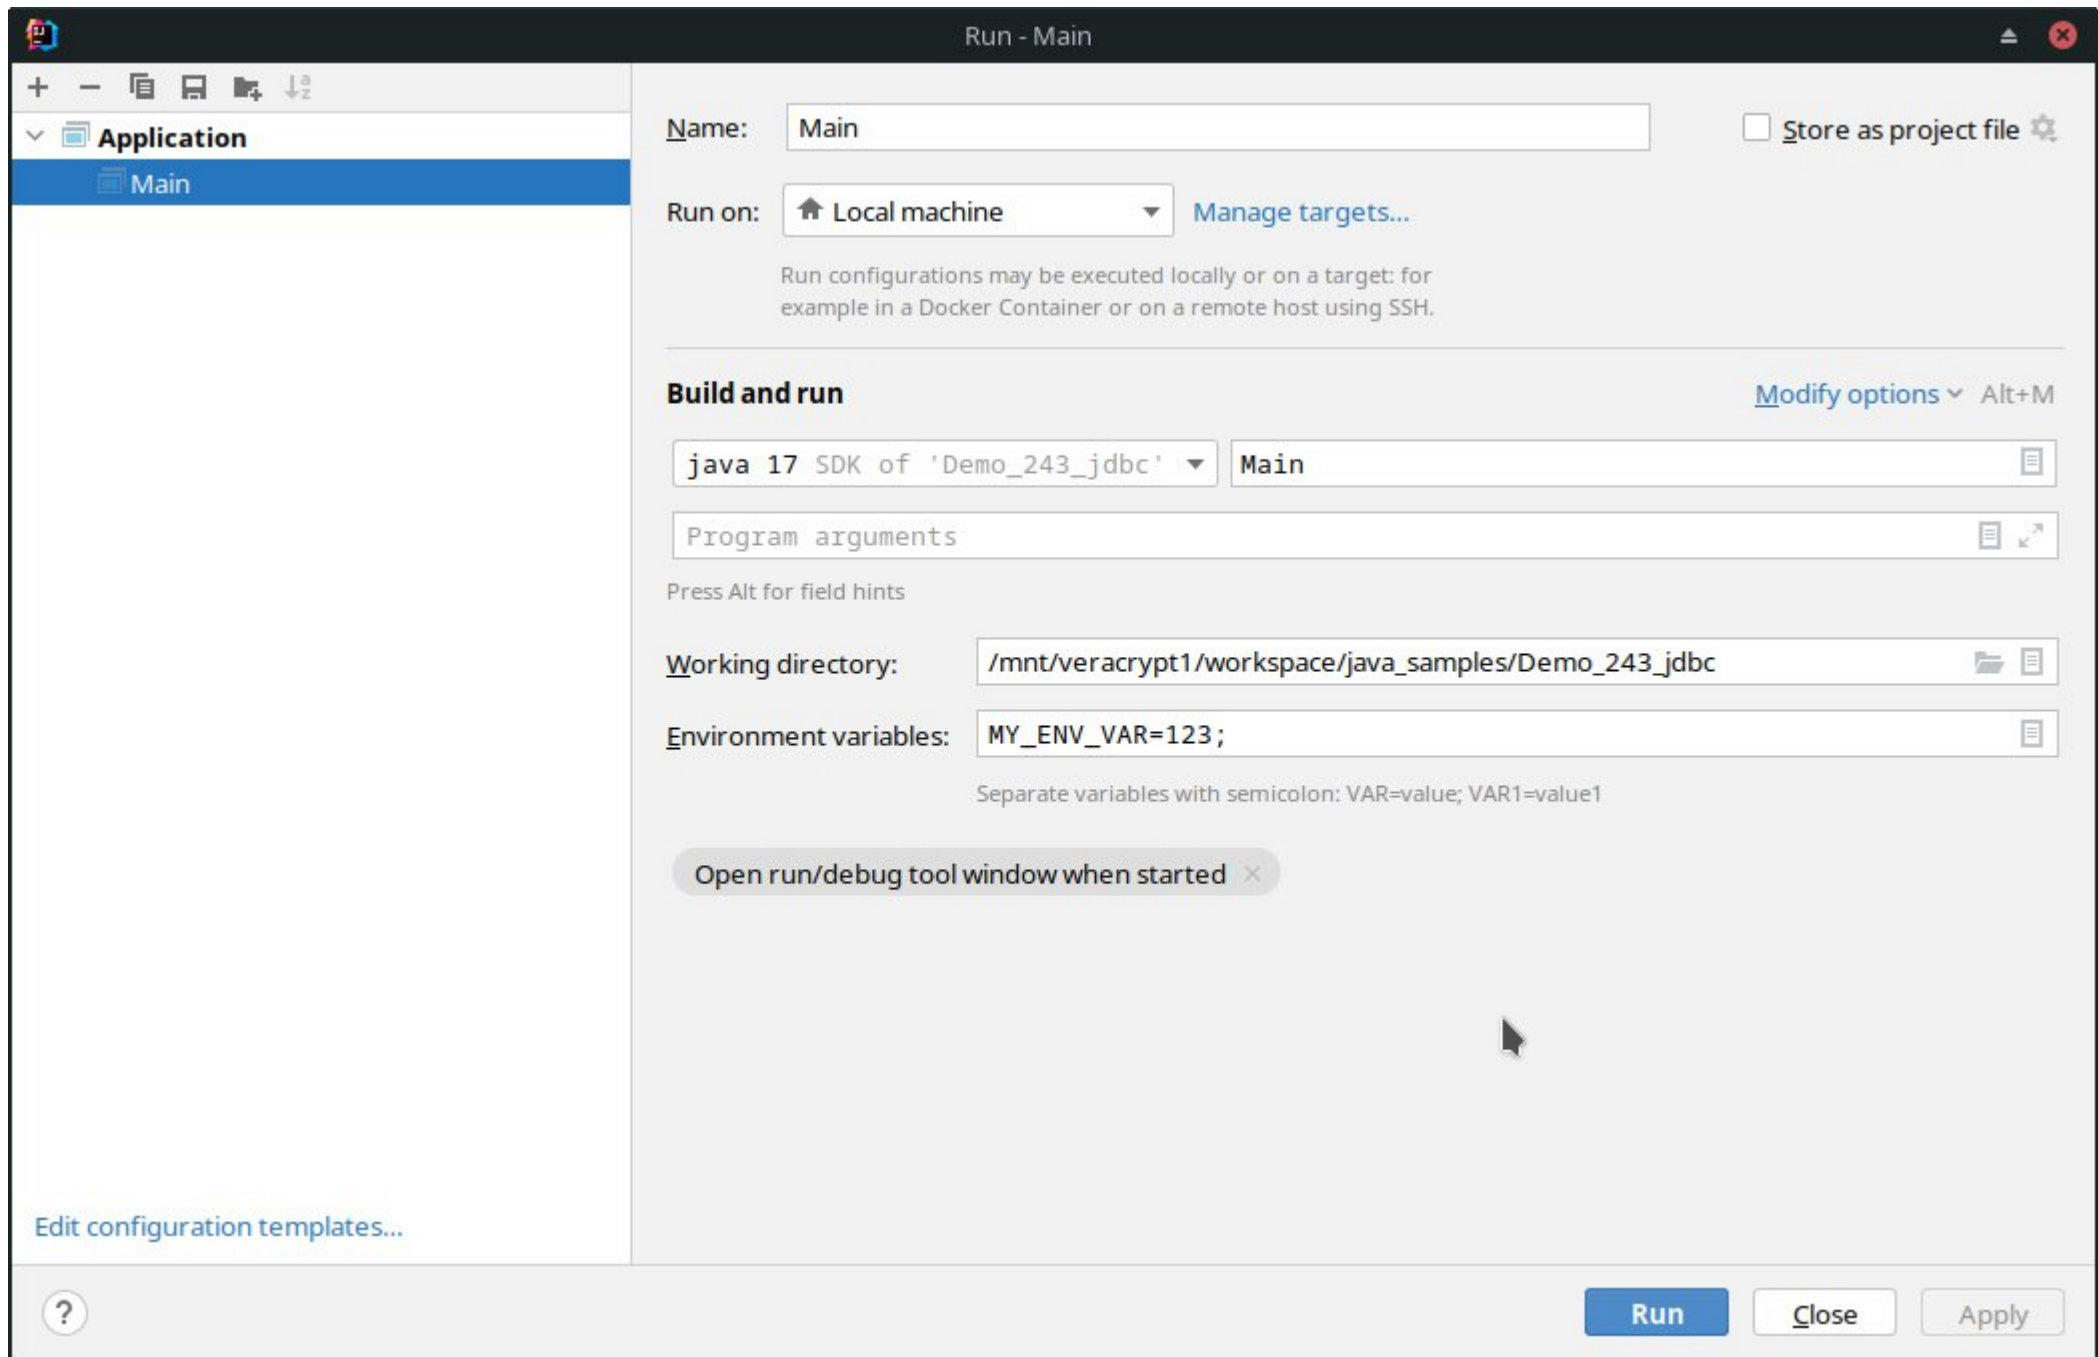 Run - Main
Application
Main
Edit configuration templates...
Name: Main
Store as project file
Run on: Local machine Manage targets...
Run configurations may be executed locally or on a target: for
example in a Docker Container or on a remote host using SSH.
Build and run Modify options Alt+M
java 17 SDK of 'Demo_243_jdbc' Main
Program arguments
Press Alt for field hints
Working directory: /mnt/veracrypt1/workspace/java_samples/Demo_243_jdbc
Environment variables: MY_ENV_VAR=123;
Separate variables with semicolon: VAR=value; VAR1=value1
Open run/debug tool window when started
? Run Close Apply